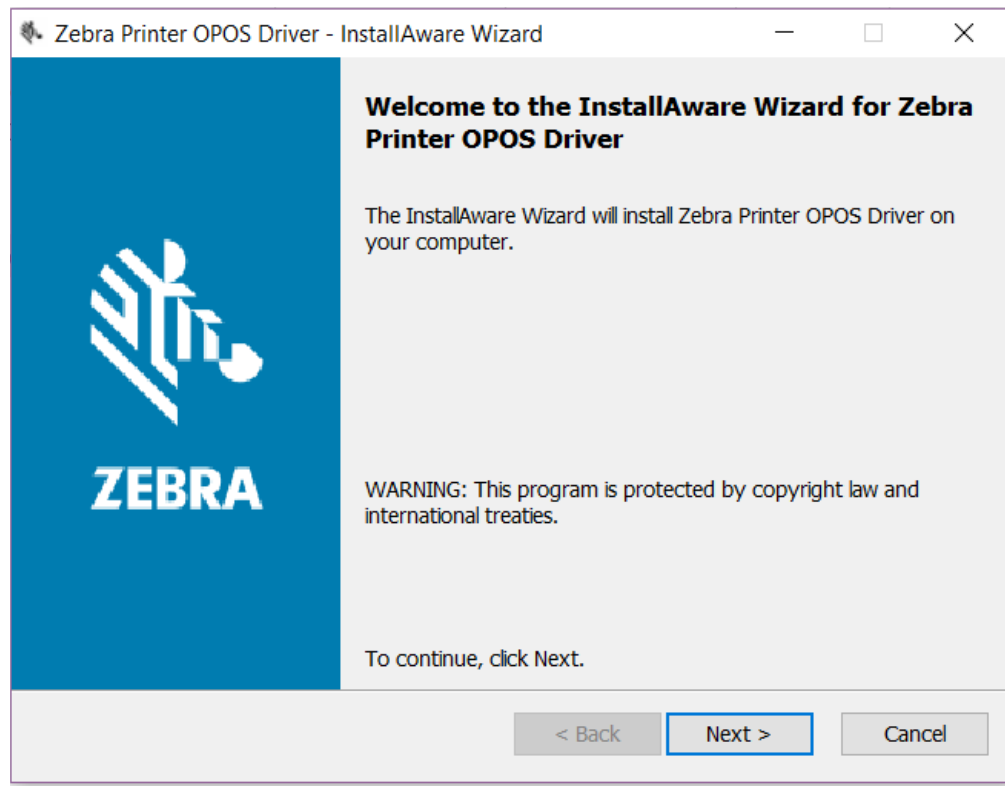 Zebra Printer OPOS Driver - InstallAware Wizard
Welcome to the InstallAware Wizard for Zebra
Printer OPOS Driver
The InstallAware Wizard will install Zebra Printer OPOS Driver on
your computer.
ZEBRA
WARNING: This program is protected by copyright law and
international treaties.
To continue, click Next.
< Back
Next >
Cancel